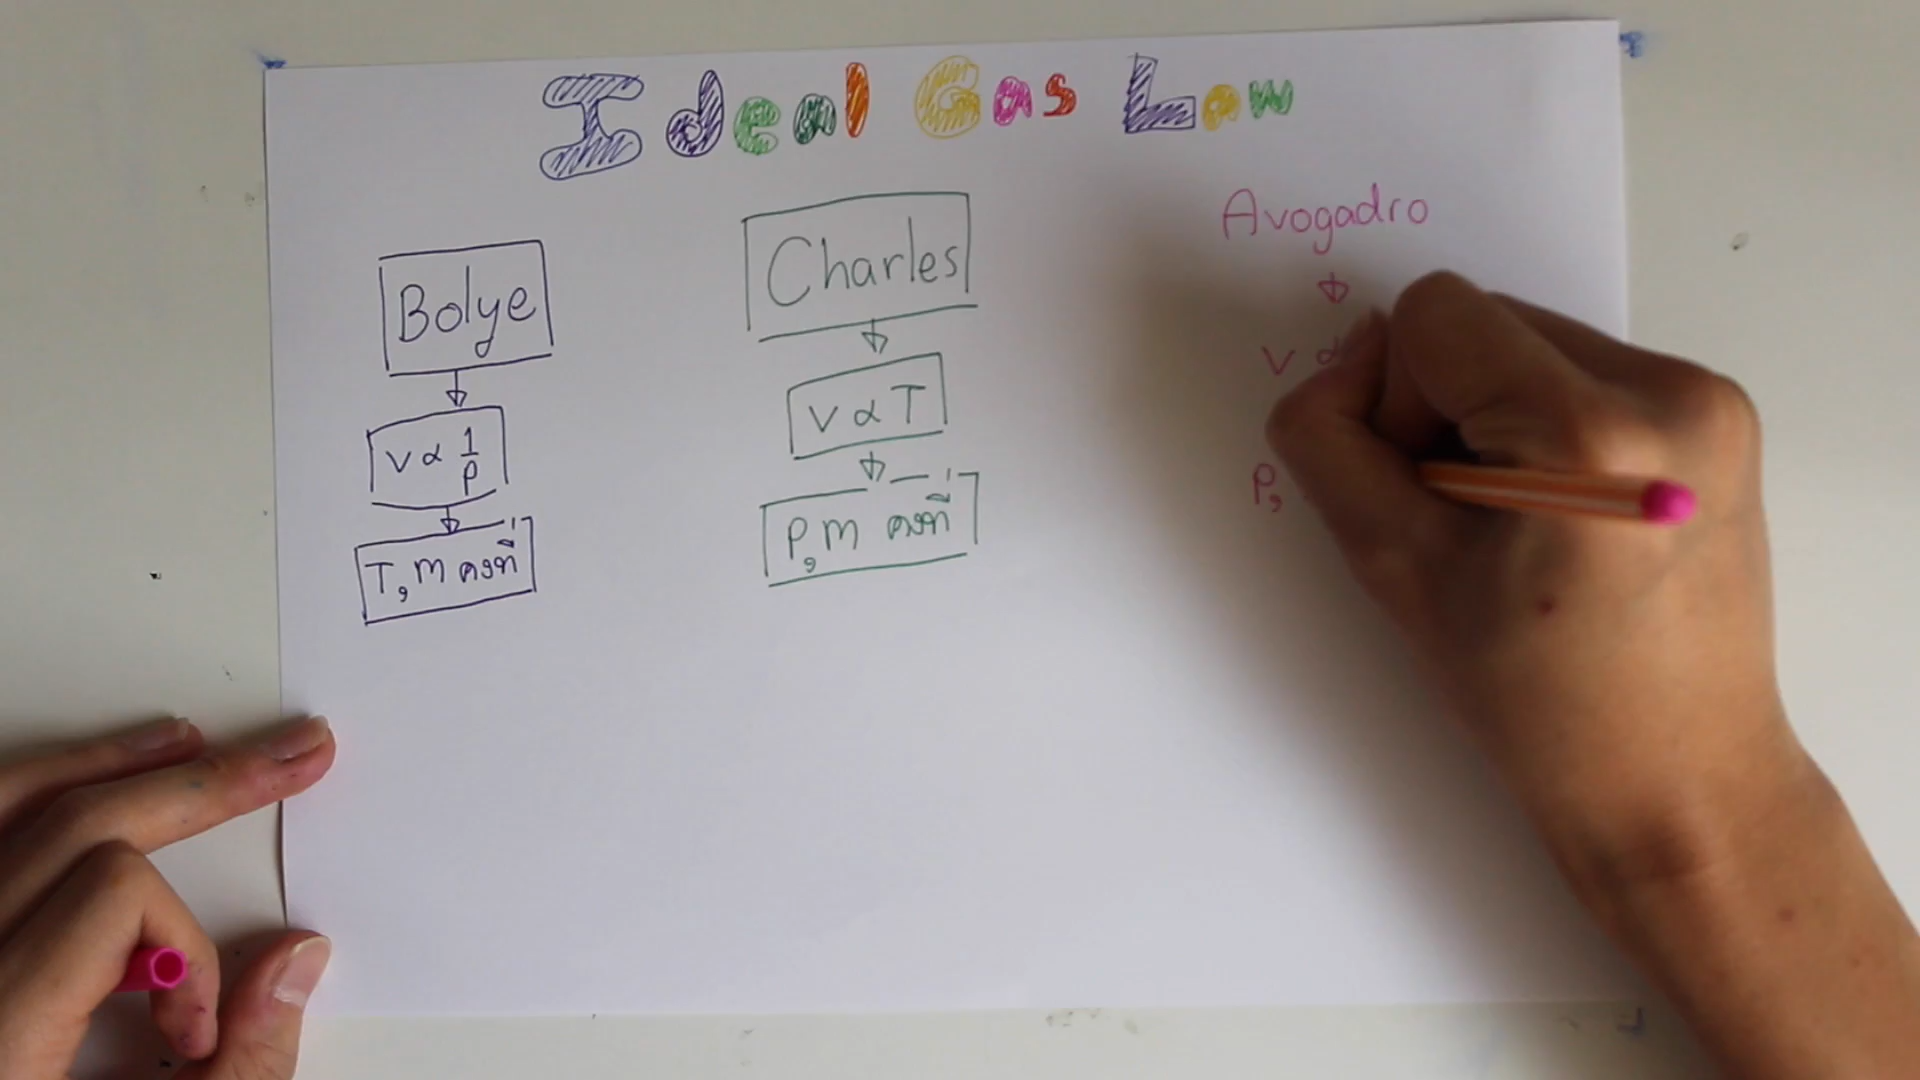 Ideal Gas Law
Bolye
V ∝ 1/P
T, m คงที่
Charles
V ∝ T
P, m คงที่
Avogadro
V ∝
P,